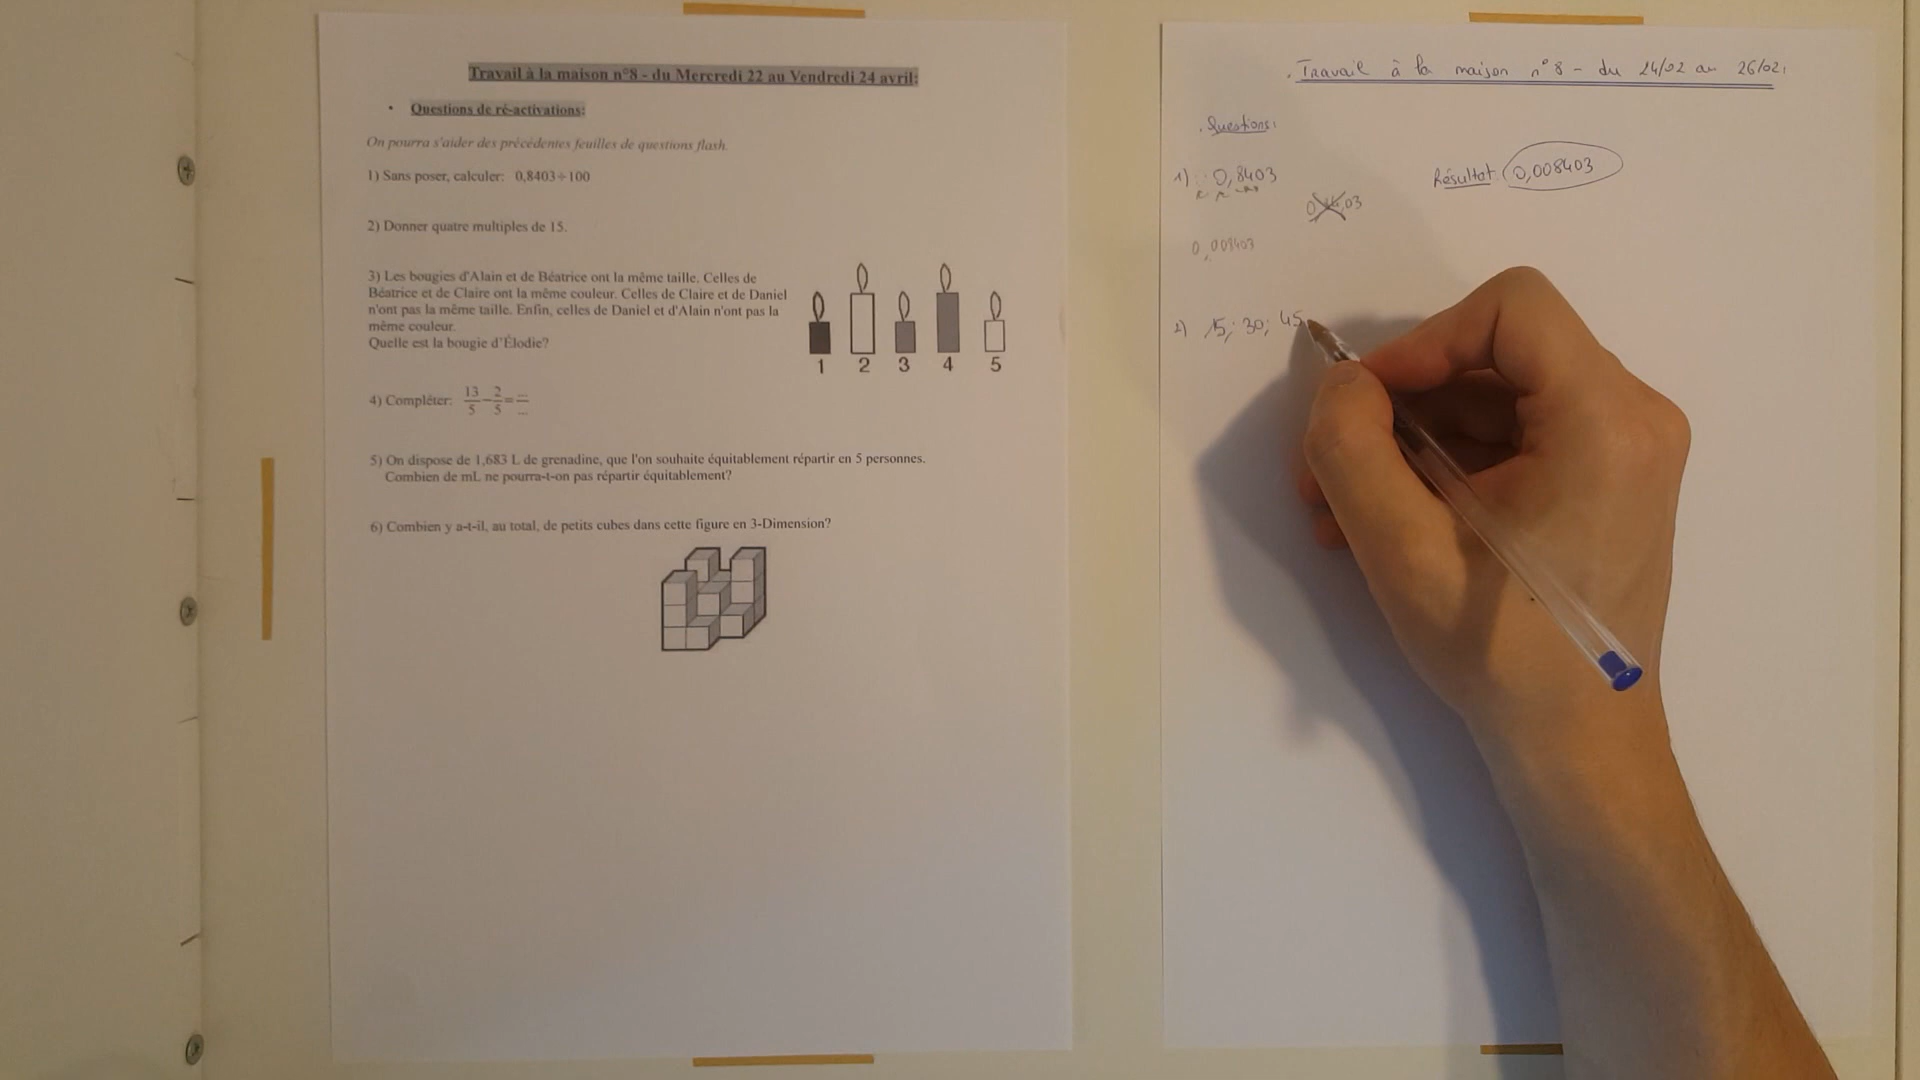 Travail à la maison n°8 - du Mercredi 22 au Vendredi 24 avril:
• Questions de ré-activations:
On pourra s'aider des précédentes feuilles de questions flash.
1) Sans poser, calculer: 0,8403÷100
2) Donner quatre multiples de 15.
3) Les bougies d'Alain et de Béatrice ont la même taille. Celles de
Béatrice et de Claire ont la même couleur. Celles de Claire et de Daniel
n'ont pas la même taille. Enfin, celles de Daniel et d'Alain n'ont pas la
même couleur.
Quelle est la bougie d'Élodie?
1 2 3 4 5
4) Compléter: 13/5 − 2/5 = .../...
5) On dispose de 1,683 L de grenadine, que l'on souhaite équitablement répartir en 5 personnes.
Combien de mL ne pourra-t-on pas répartir équitablement?
6) Combien y a-t-il, au total, de petits cubes dans cette figure en 3-Dimension?
Travail à la maison n°8 - du 24/02 au 26/02:
Questions:
1) 0,8403
Résultat: 0,008403
0,008403
2) 15; 30; 45